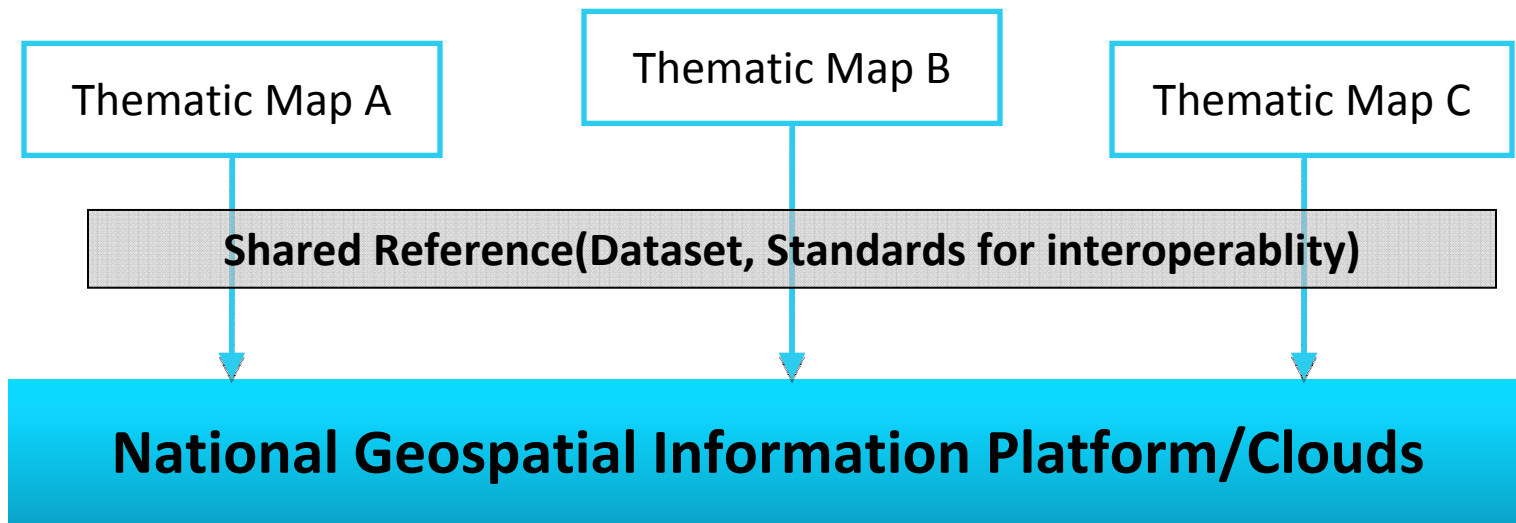 Thematic Map A
Thematic Map B
Thematic Map C
Shared Reference(Dataset, Standards for interoperablity)
National Geospatial Information Platform/Clouds